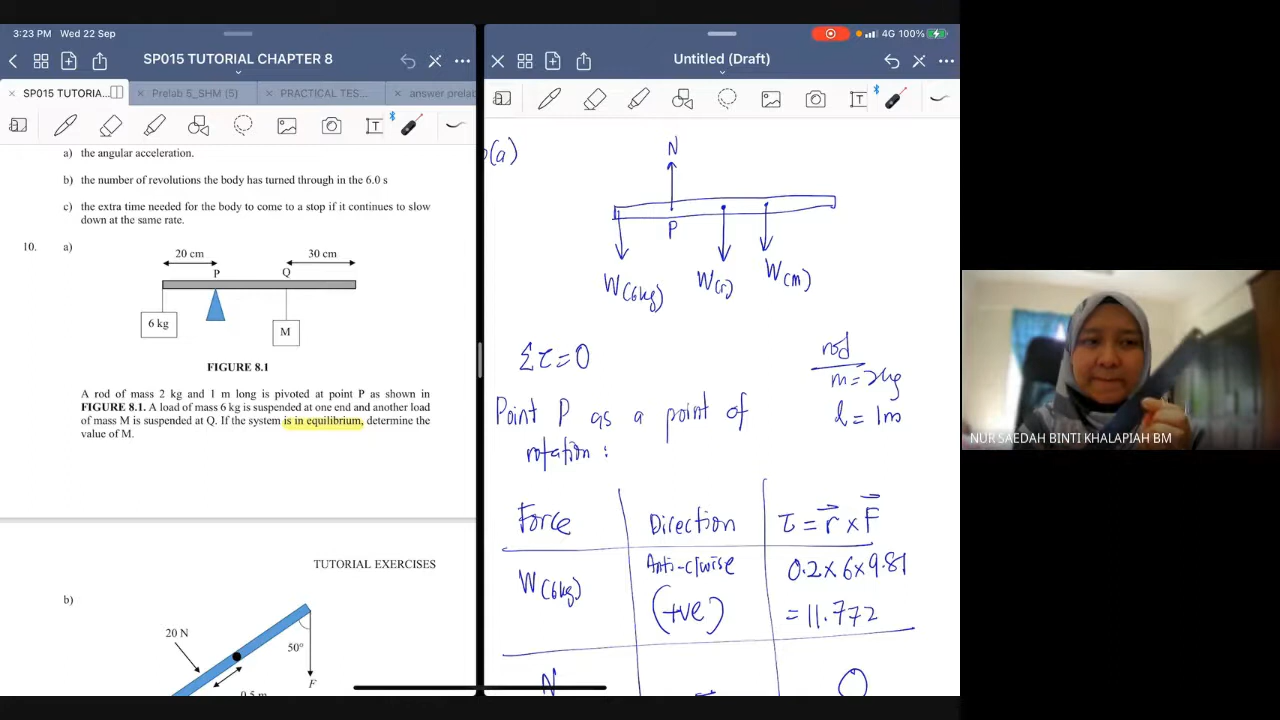 3:23 PM Wed 22 Sep
SP015 TUTORIAL CHAPTER 8
SP015 TUTORIA...
Prelab 5_SHM (5)
PRACTICAL TES...
answer prelab
a) the angular acceleration.
b) the number of revolutions the body has turned through in the 6.0 s
c) the extra time needed for the body to come to a stop if it continues to slow
down at the same rate.
10. a)
20 cm
30 cm
P
Q
6 kg
M
FIGURE 8.1
A rod of mass 2 kg and 1 m long is pivoted at point P as shown in
FIGURE 8.1. A load of mass 6 kg is suspended at one end and another load
of mass M is suspended at Q. If the system is in equilibrium, determine the
value of M.
TUTORIAL EXERCISES
b)
20 N
50°
F
0.5 m
4G 100%
Untitled (Draft)
(a)
N
P
W(6kg)
W(r)
W(m)
Στ=0
rod
m=2kg
l=1m
Point P as a point of
rotation:
Force
Direction
τ = r × F
W(6kg)
Anti-c/wise
(+ve)
0.2×6×9.81
= 11.772
N
–
0
NUR SAEDAH BINTI KHALAPIAH BM